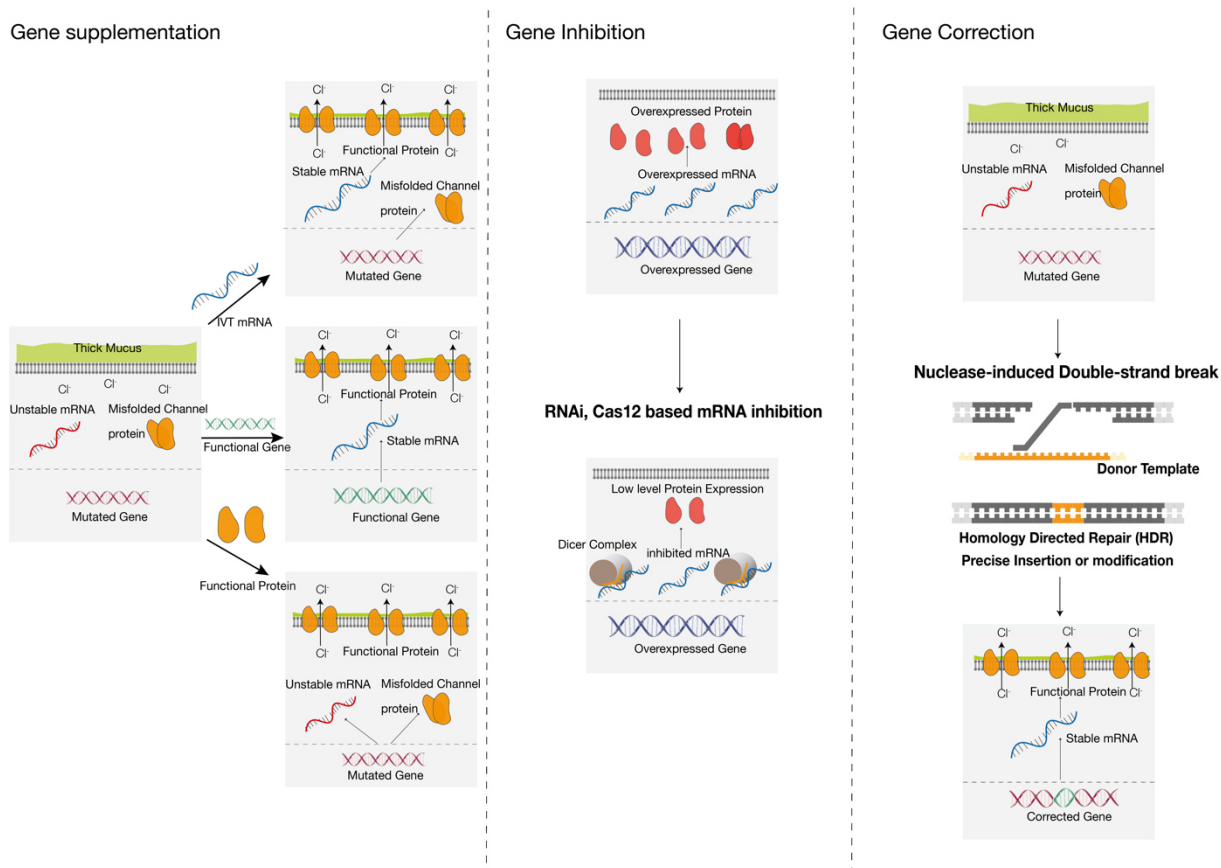 Gene supplementation
Cl⁻ Cl⁻ Cl⁻
Functional Protein
Cl⁻ Cl⁻ Cl⁻
Stable mRNA
Misfolded Channel
protein
Mutated Gene
IVT mRNA
Thick Mucus
Cl⁻ Cl⁻ Cl⁻
Unstable mRNA
Misfolded Channel
protein
Mutated Gene
Functional Gene
Cl⁻ Cl⁻ Cl⁻
Functional Protein
Cl⁻ Cl⁻ Cl⁻
Stable mRNA
Functional Gene
Functional Protein
Cl⁻ Cl⁻ Cl⁻
Functional Protein
Cl⁻ Cl⁻ Cl⁻
Unstable mRNA
Misfolded Channel
protein
Mutated Gene
Gene Inhibition
Overexpressed Protein
Overexpressed mRNA
Overexpressed Gene
RNAi, Cas12 based mRNA inhibition
Low level Protein Expression
Dicer Complex
inhibited mRNA
Overexpressed Gene
Gene Correction
Thick Mucus
Cl⁻ Cl⁻ Cl⁻
Unstable mRNA
Misfolded Channel
protein
Mutated Gene
Nuclease-induced Double-strand break
Donor Template
Homology Directed Repair (HDR)
Precise Insertion or modification
Cl⁻ Cl⁻ Cl⁻
Functional Protein
Cl⁻ Cl⁻ Cl⁻
Stable mRNA
Corrected Gene